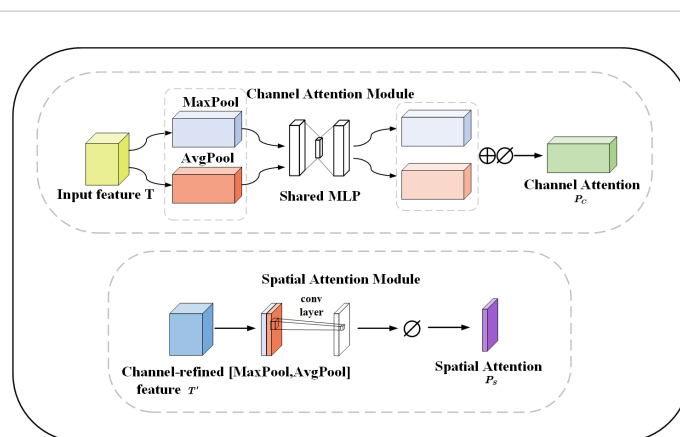 Channel Attention Module
MaxPool
AvgPool
Input feature T
Shared MLP
Channel Attention
P_C
Spatial Attention Module
conv
layer
Channel-refined [MaxPool,AvgPool]
feature T'
Spatial Attention
P_S